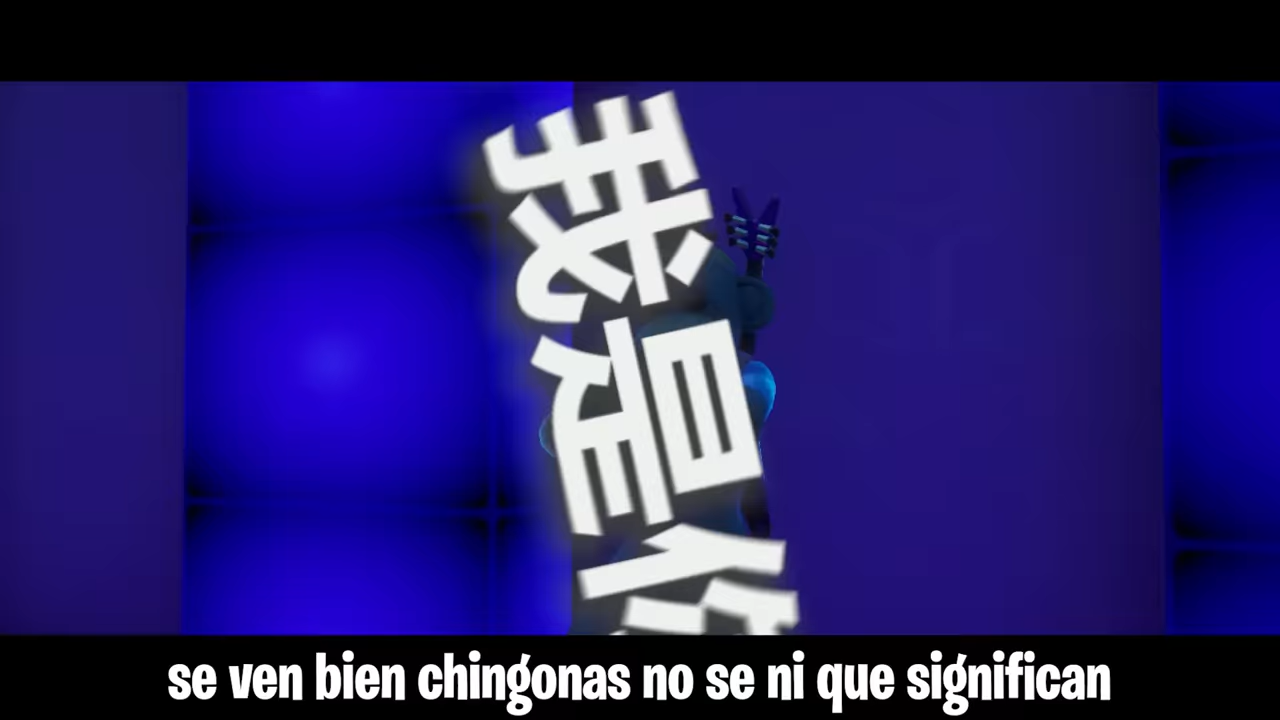 我是
se ven bien chingonas no se ni que significan